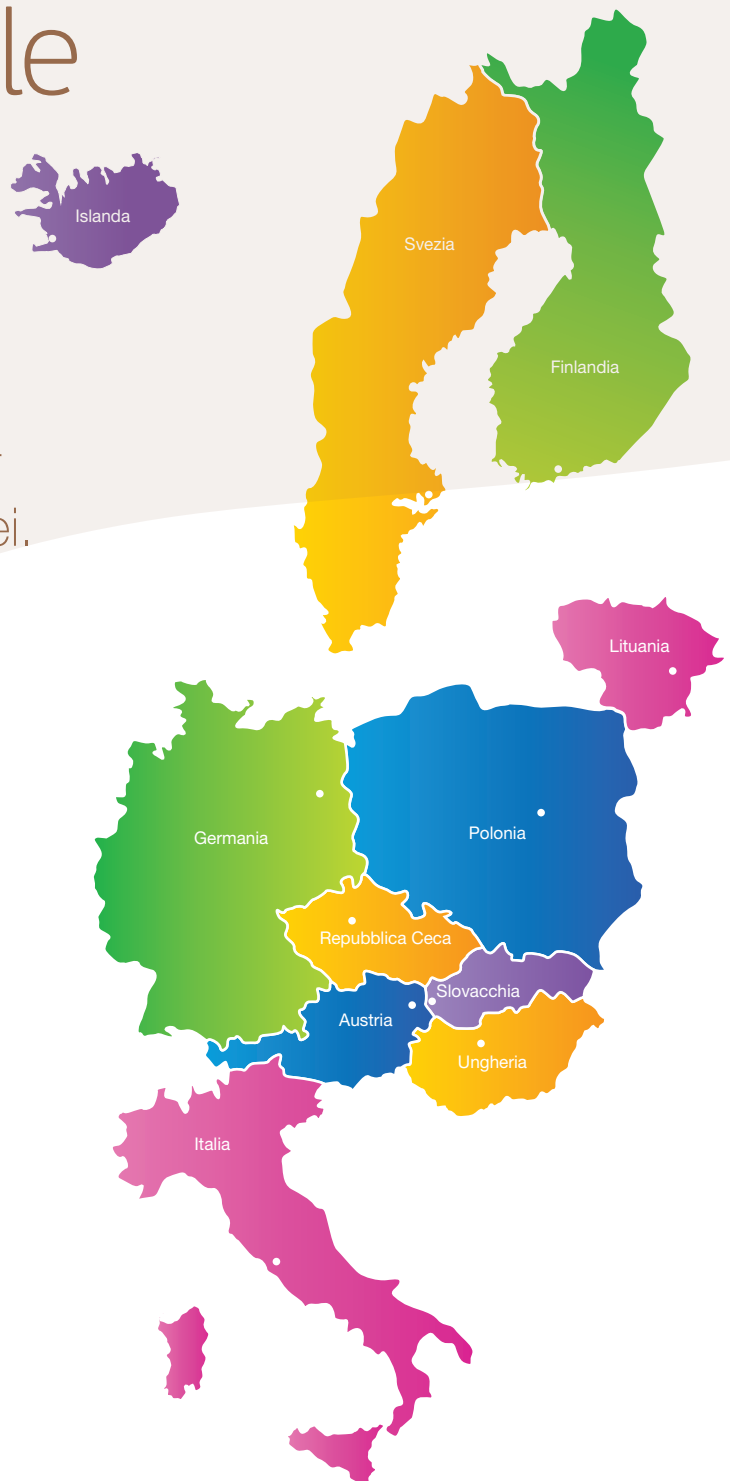 le
Islanda
Svezia
Finlandia
ei.
Lituania
Germania
Polonia
Repubblica Ceca
Slovacchia
Austria
Ungheria
Italia